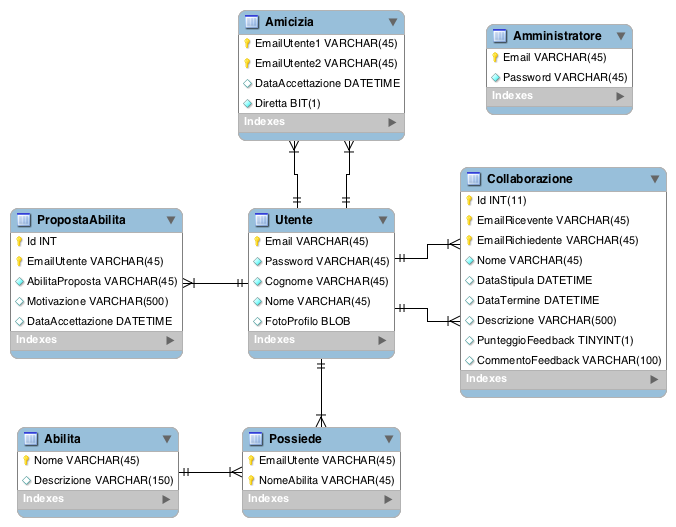 Amicizia
EmailUtente1 VARCHAR(45)
EmailUtente2 VARCHAR(45)
DataAccettazione DATETIME
Diretta BIT(1)
Indexes
Amministratore
Email VARCHAR(45)
Password VARCHAR(45)
Indexes
PropostaAbilita
Id INT
EmailUtente VARCHAR(45)
AbilitaProposta VARCHAR(45)
Motivazione VARCHAR(500)
DataAccettazione DATETIME
Indexes
Utente
Email VARCHAR(45)
Password VARCHAR(45)
Cognome VARCHAR(45)
Nome VARCHAR(45)
FotoProfilo BLOB
Indexes
Collaborazione
Id INT(11)
EmailRicevente VARCHAR(45)
EmailRichiedente VARCHAR(45)
Nome VARCHAR(45)
DataStipula DATETIME
DataTermine DATETIME
Descrizione VARCHAR(500)
PunteggioFeedback TINYINT(1)
CommentoFeedback VARCHAR(100)
Indexes
Abilita
Nome VARCHAR(45)
Descrizione VARCHAR(150)
Indexes
Possiede
EmailUtente VARCHAR(45)
NomeAbilita VARCHAR(45)
Indexes